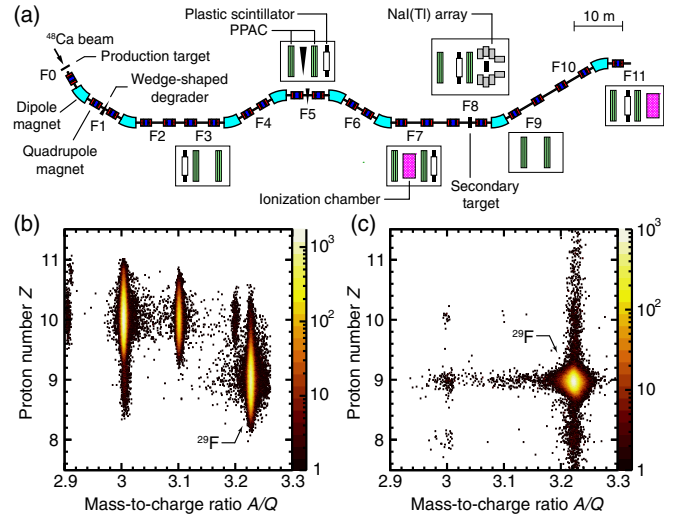 (a)
Plastic scintillator
PPAC
NaI(Tl) array
10 m
⁴⁸Ca beam
Production target
F0
Wedge-shaped
degrader
F10
F11
Dipole
magnet
F1
F2
F3
F4
F5
F6
F7
F8
F9
Quadrupole
magnet
Ionization chamber
Secondary
target
(b)
Proton number Z
11
10
9
8
²⁹F
2.9
3
3.1
3.2
3.3
Mass-to-charge ratio A/Q
10³
10²
10
1
(c)
Proton number Z
11
10
9
8
²⁹F
2.9
3
3.1
3.2
3.3
Mass-to-charge ratio A/Q
10³
10²
10
1